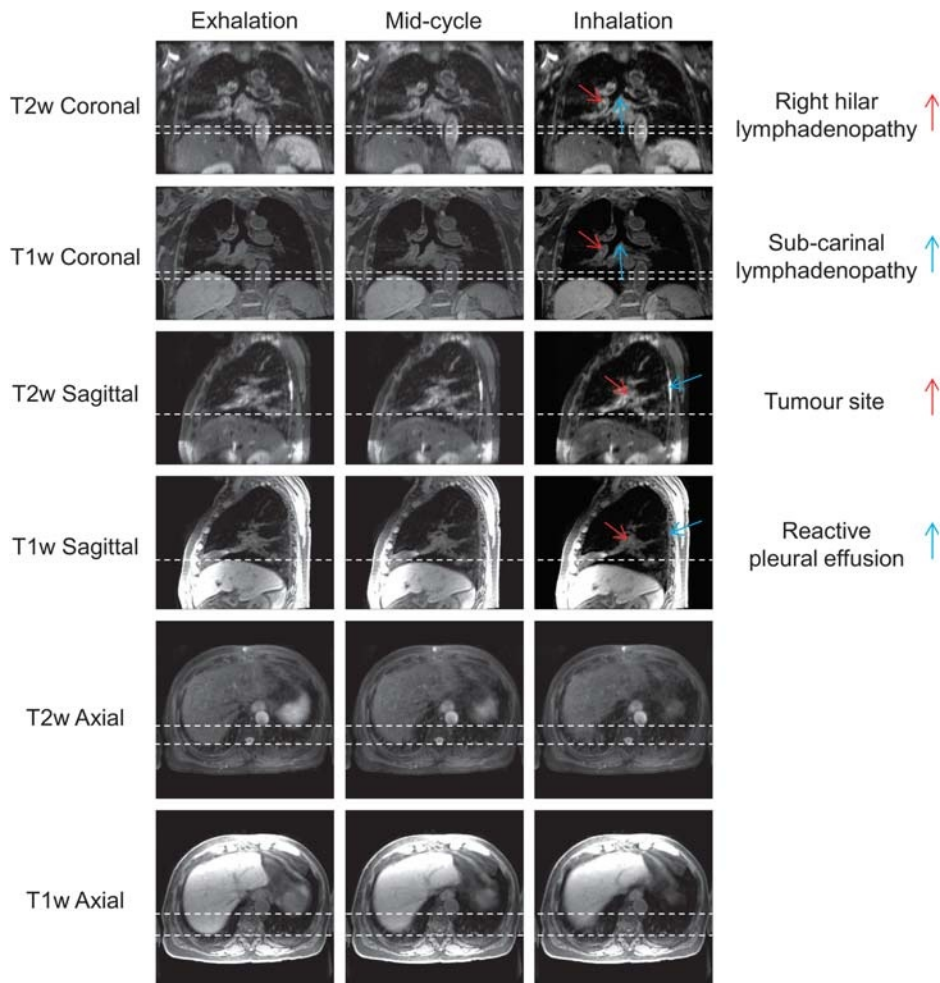 Exhalation
Mid-cycle
Inhalation
T2w Coronal
Right hilar
lymphadenopathy
T1w Coronal
Sub-carinal
lymphadenopathy
T2w Sagittal
Tumour site
T1w Sagittal
Reactive
pleural effusion
T2w Axial
T1w Axial